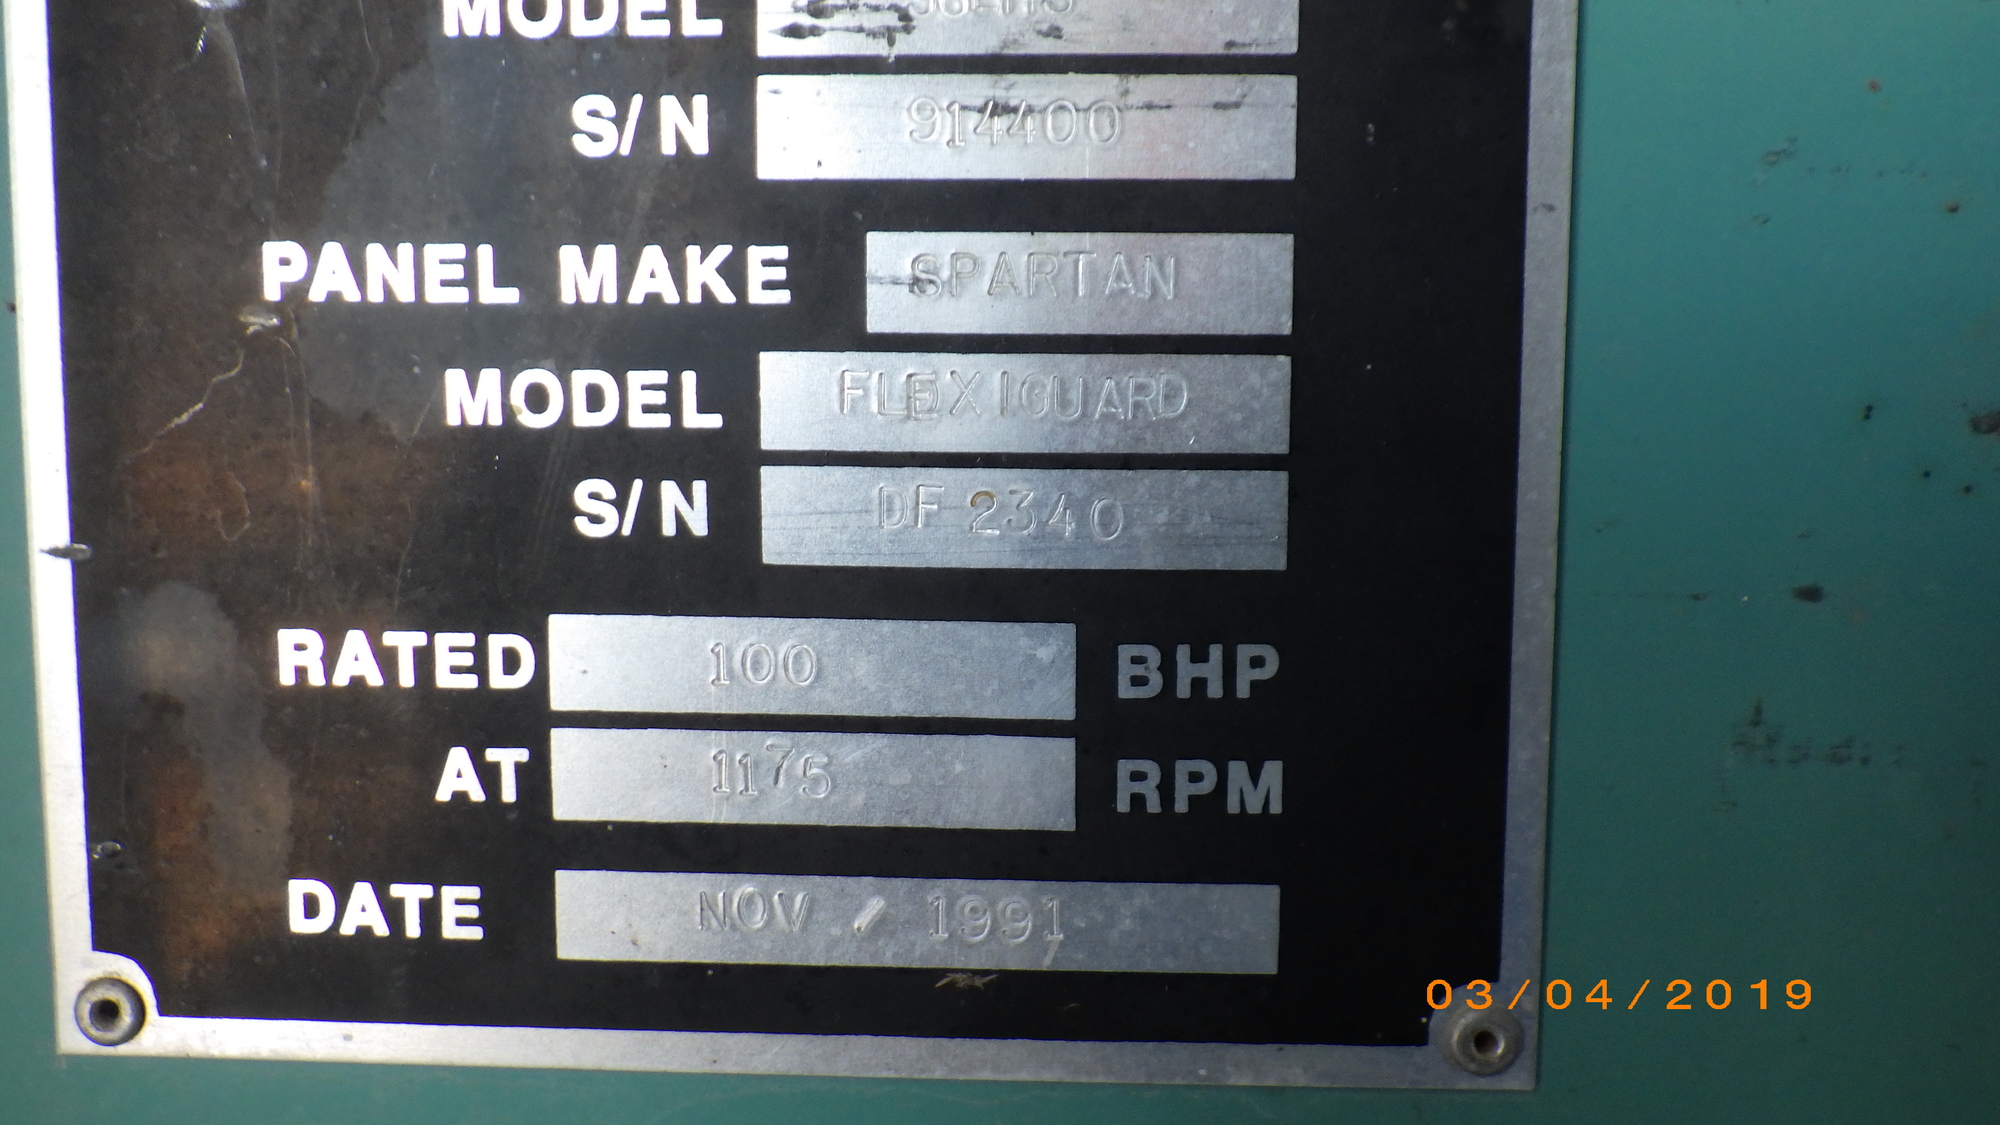 MODEL
S/N 914400
PANEL MAKE SPARTAN
MODEL FLEXIGUARD
S/N DF 2340
RATED 100 BHP
AT 1175 RPM
DATE NOV / 1991
03/04/2019